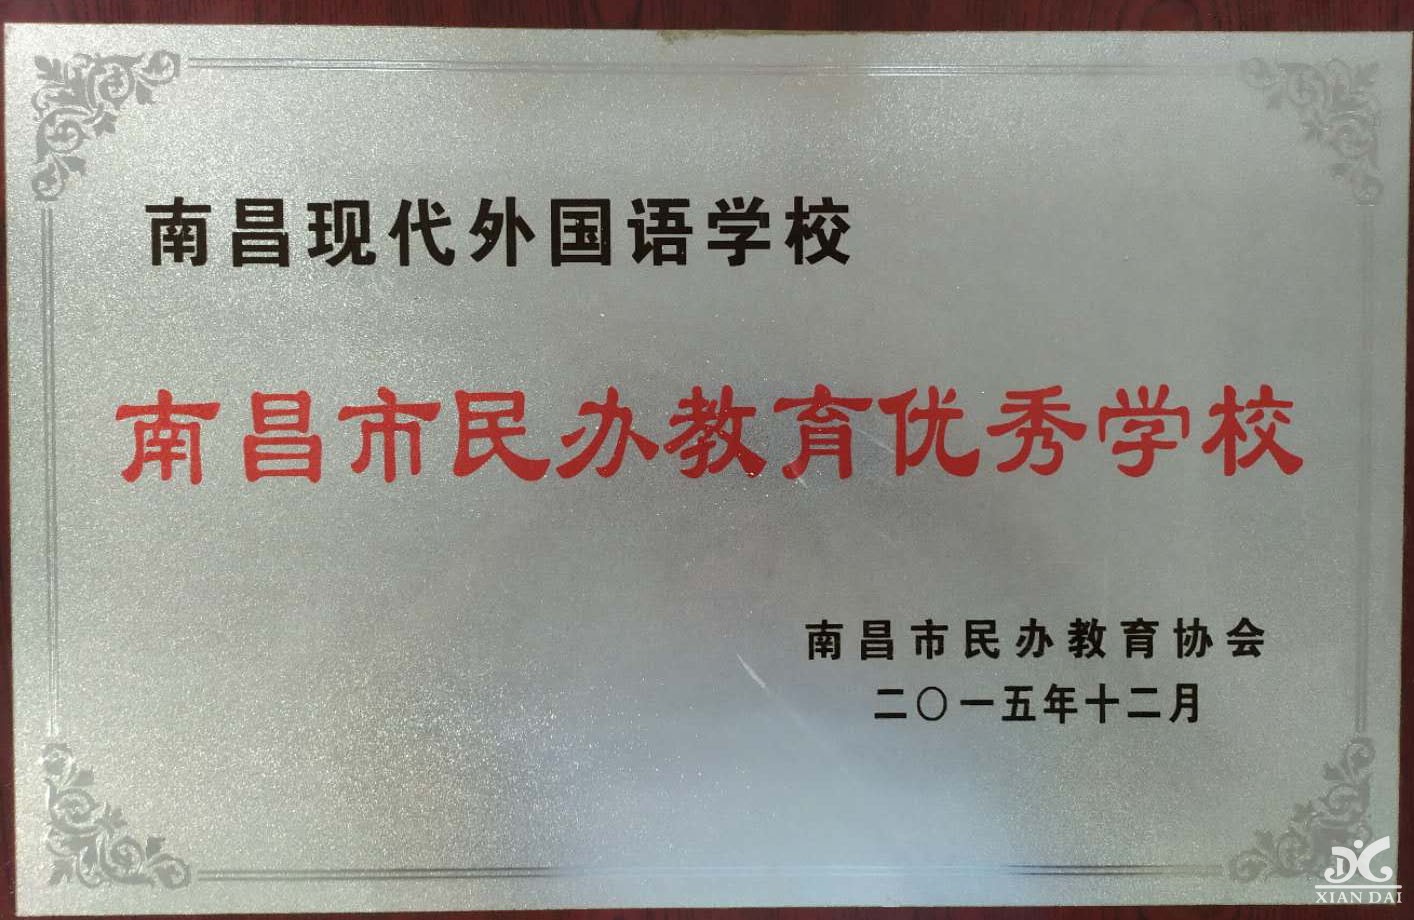 南昌现代外国语学校
南昌市民办教育优秀学校
南昌市民办教育协会
二〇一五年十二月
XIAN DAI